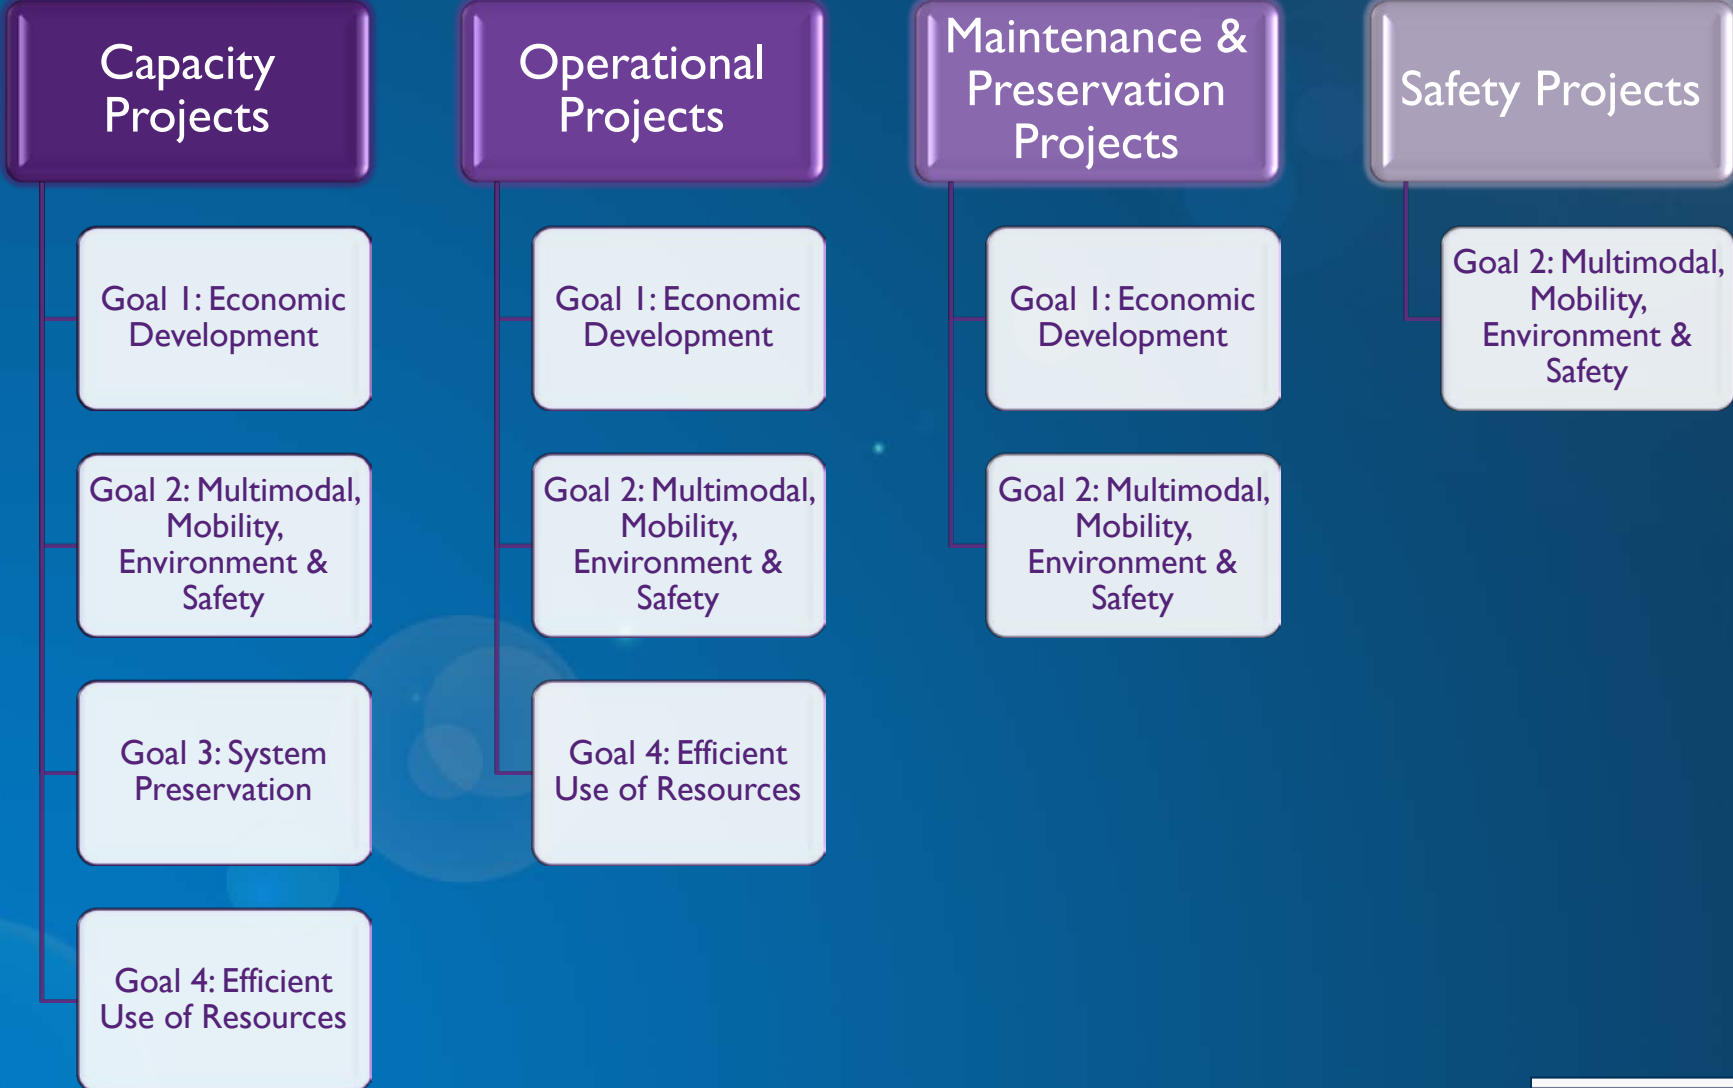 Capacity
Projects
Goal 1: Economic
Development
Goal 2: Multimodal,
Mobility,
Environment &
Safety
Goal 3: System
Preservation
Goal 4: Efficient
Use of Resources
Operational
Projects
Goal 1: Economic
Development
Goal 2: Multimodal,
Mobility,
Environment &
Safety
Goal 4: Efficient
Use of Resources
Maintenance &
Preservation
Projects
Goal 1: Economic
Development
Goal 2: Multimodal,
Mobility,
Environment &
Safety
Safety Projects
Goal 2: Multimodal,
Mobility,
Environment &
Safety